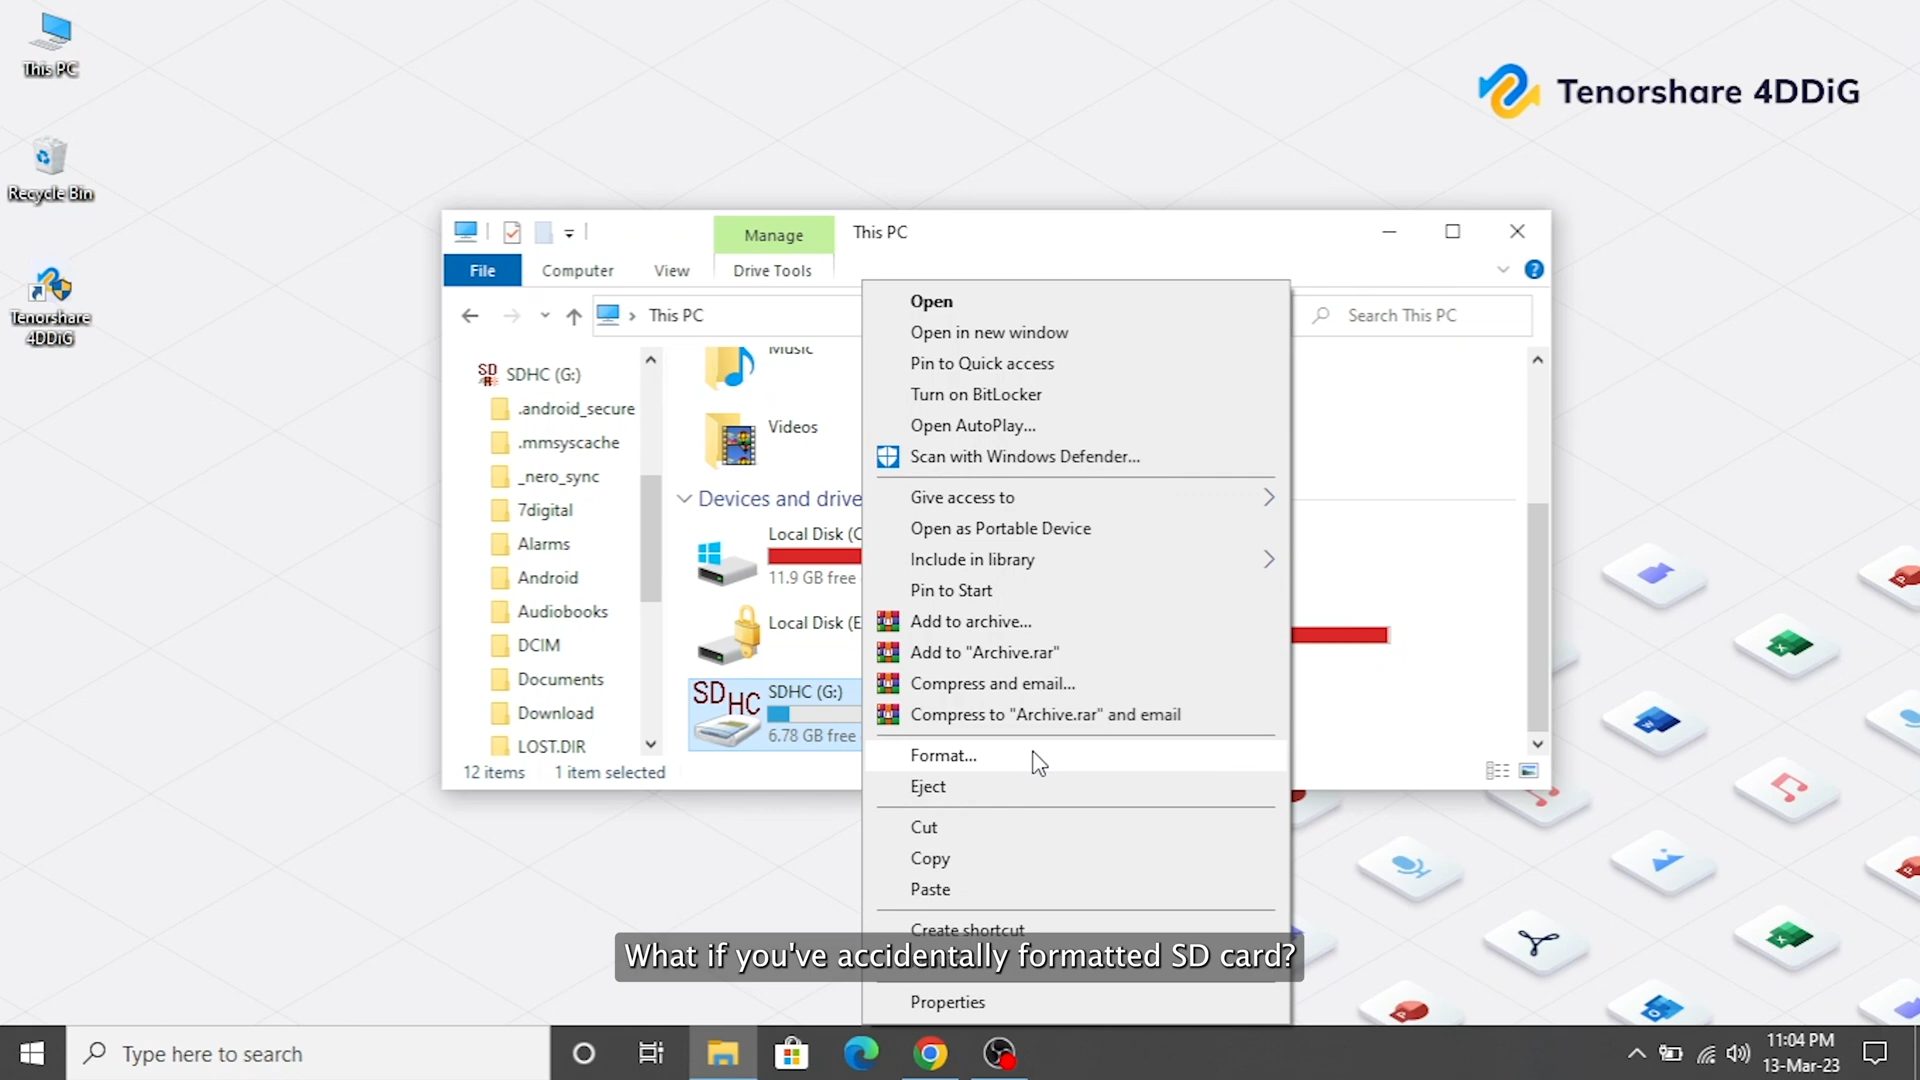 This PC
Recycle Bin
Tenorshare
4DDiG
Tenorshare 4DDiG
Manage
This PC
File
Computer
View
Drive Tools
This PC
Search This PC
SDHC (G:)
.android_secure
.mmsyscache
_nero_sync
7digital
Alarms
Android
Audiobooks
DCIM
Documents
Download
LOST.DIR
Music
Videos
Devices and drive
Local Disk (C
11.9 GB free
Local Disk (E
SDHC
SDHC (G:)
6.78 GB free
12 items
1 item selected
Open
Open in new window
Pin to Quick access
Turn on BitLocker
Open AutoPlay...
Scan with Windows Defender...
Give access to
Open as Portable Device
Include in library
Pin to Start
Add to archive...
Add to "Archive.rar"
Compress and email...
Compress to "Archive.rar" and email
Format...
Eject
Cut
Copy
Paste
Create shortcut
What if you've accidentally formatted SD card?
Properties
Type here to search
11:04 PM
13-Mar-23